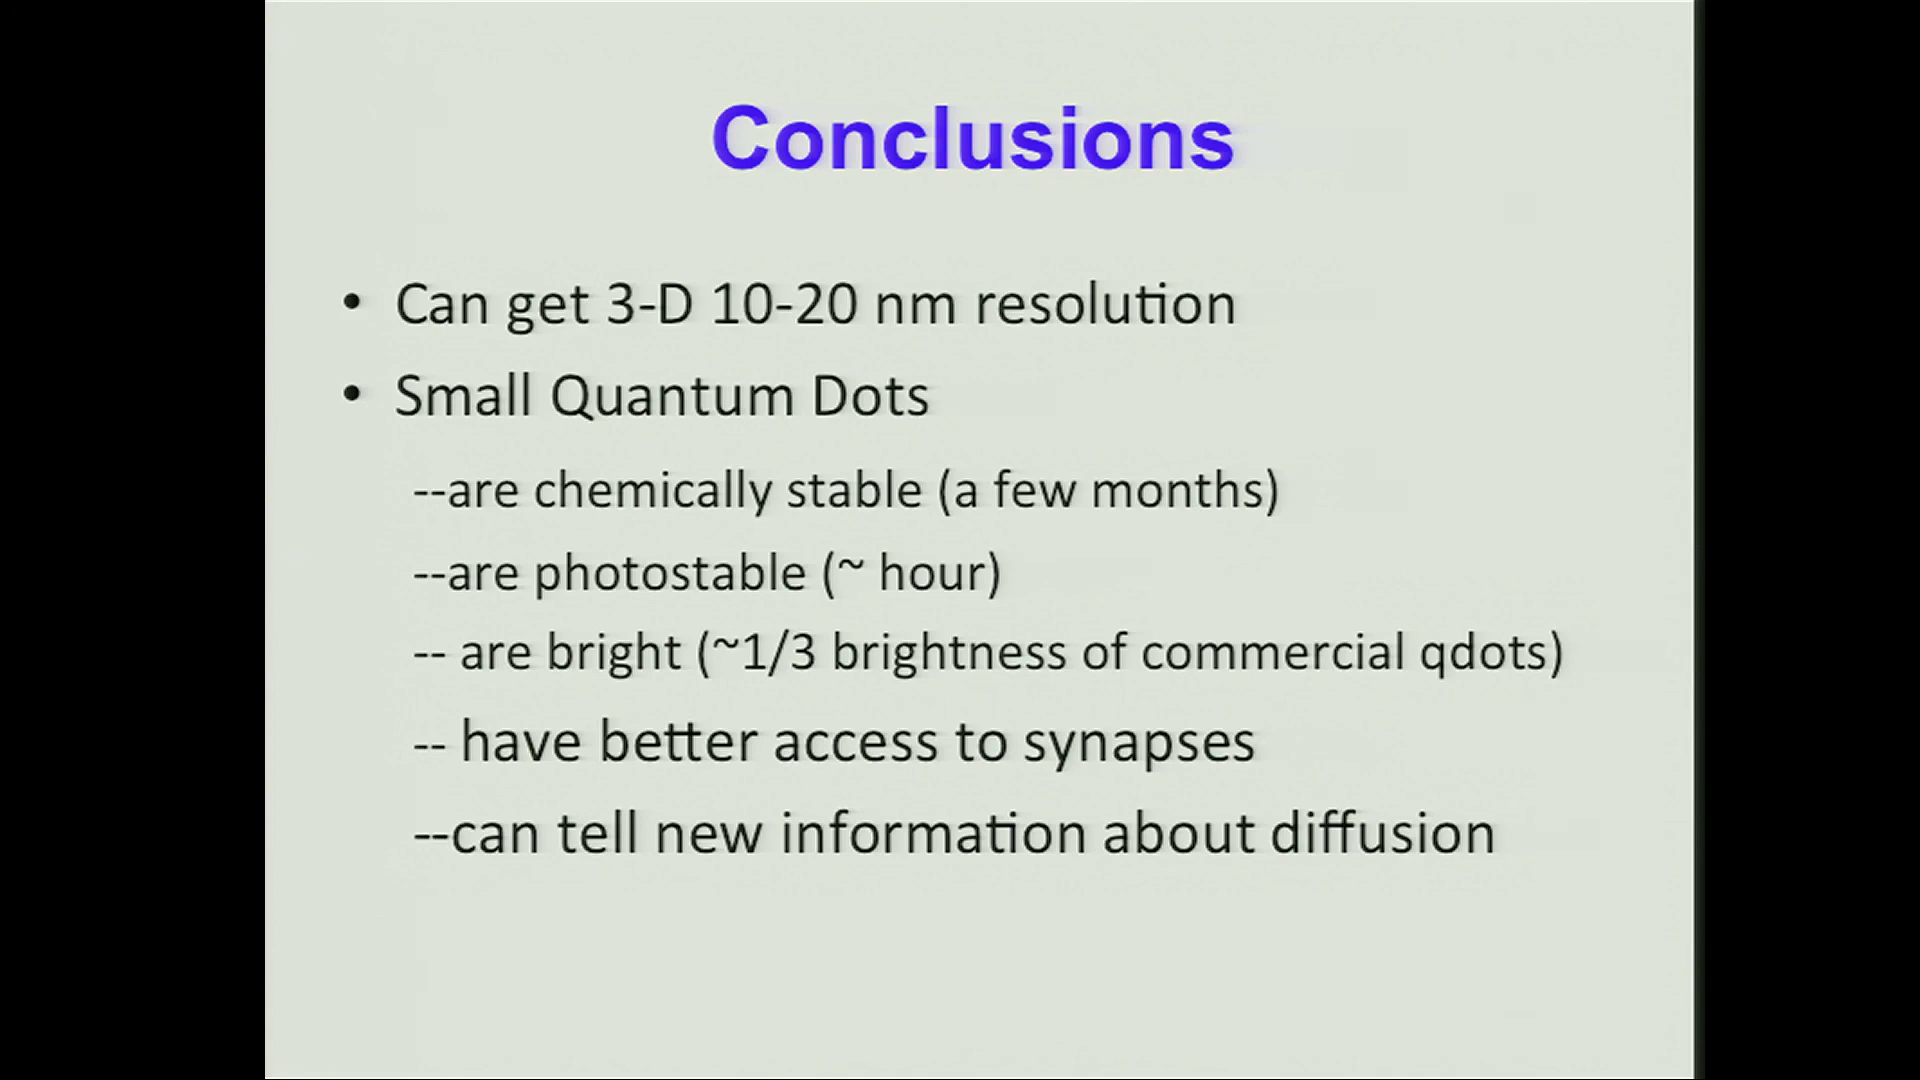 Conclusions
• Can get 3-D 10-20 nm resolution
• Small Quantum Dots
--are chemically stable (a few months)
--are photostable (~ hour)
-- are bright (~1/3 brightness of commercial qdots)
-- have better access to synapses
--can tell new information about diffusion